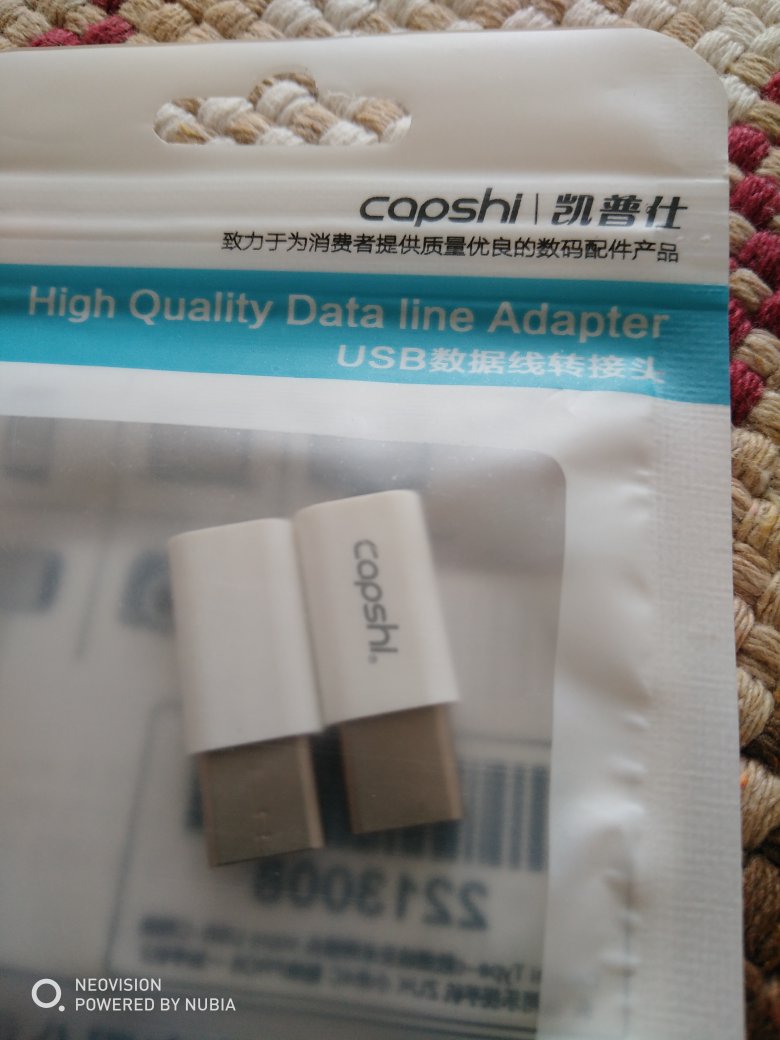 capshi | 凯普仕
致力于为消费者提供质量优良的数码配件产品
High Quality Data line Adapter
USB数据线转接头
capshi®
2213008
NEOVISION
POWERED BY NUBIA